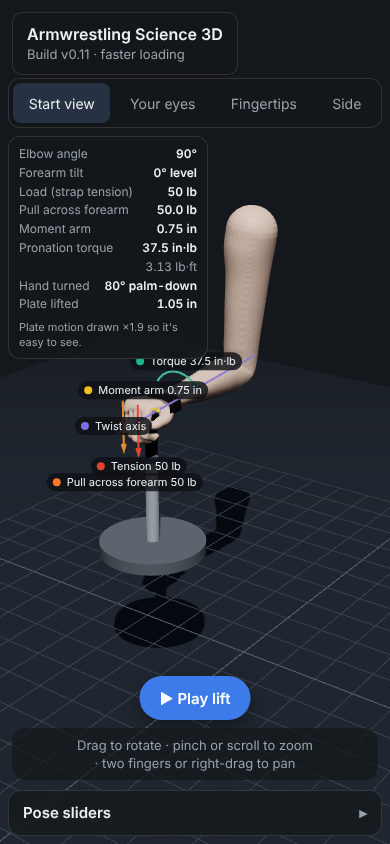 Armwrestling Science 3D
Build v0.11 · faster loading
Start view Your eyes Fingertips Side
Elbow angle 90°
Forearm tilt 0° level
Load (strap tension) 50 lb
Pull across forearm 50.0 lb
Moment arm 0.75 in
Pronation torque 37.5 in·lb
3.13 lb·ft
Hand turned 80° palm-down
Plate lifted 1.05 in
Plate motion drawn ×1.9 so it's
easy to see.
Torque 37.5 in·lb
Moment arm 0.75 in
Twist axis
Tension 50 lb
Pull across forearm 50 lb
▶ Play lift
Drag to rotate · pinch or scroll to zoom
· two fingers or right-drag to pan
Pose sliders ▸